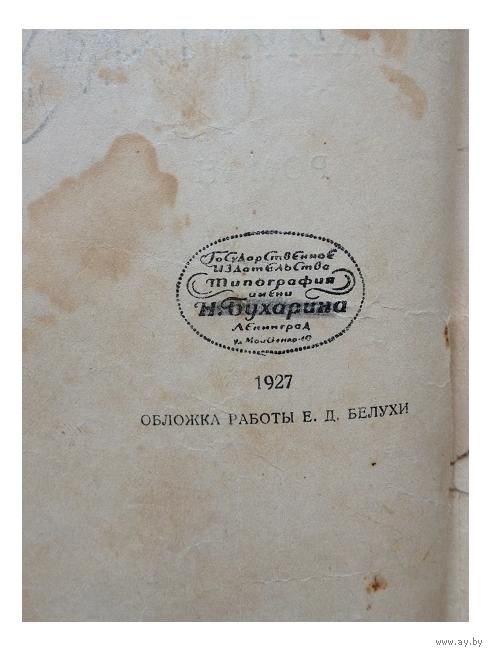 Государственное
издательство
Типография
имени
Н. Бухарина
Ленинград
1927
ОБЛОЖКА РАБОТЫ Е. Д. БЕЛУХИ
www.ay.by